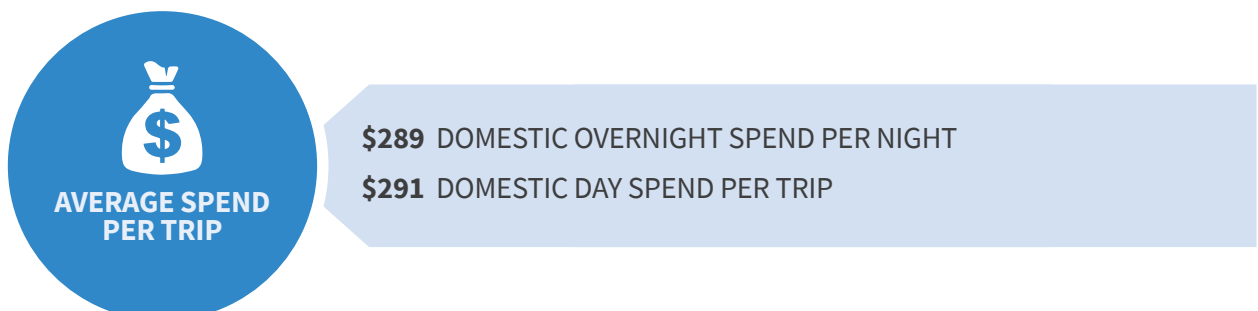 $
AVERAGE SPEND
PER TRIP
$289 DOMESTIC OVERNIGHT SPEND PER NIGHT
$291 DOMESTIC DAY SPEND PER TRIP